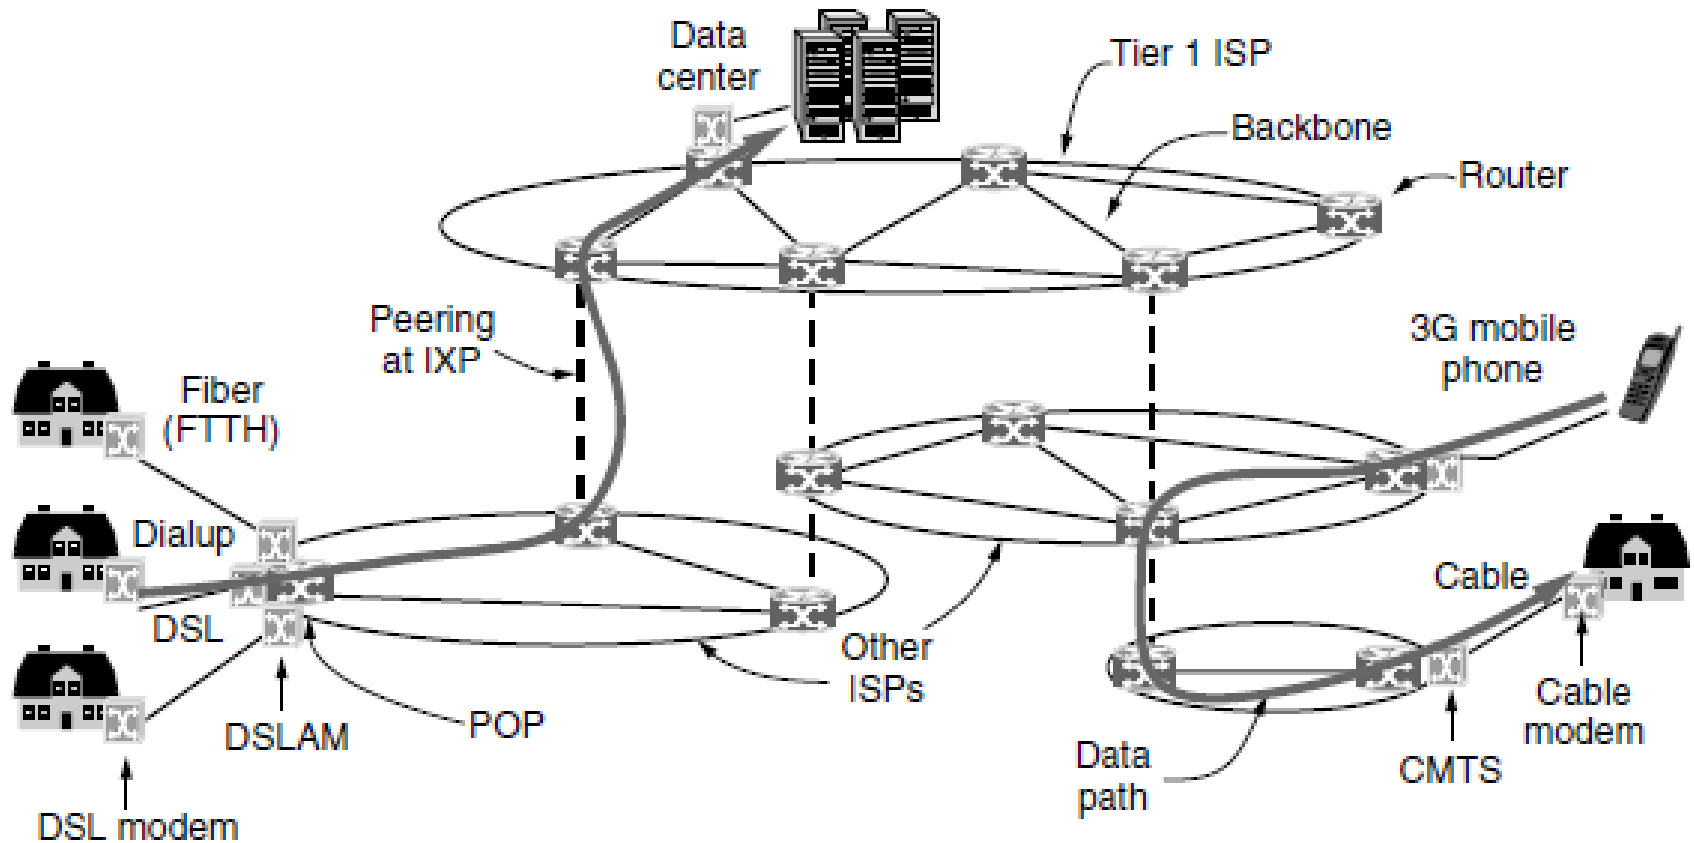 Data
center
Tier 1 ISP
Backbone
Router
Peering
at IXP
3G mobile
phone
Fiber
(FTTH)
Dialup
DSL
Cable
Other
ISPs
POP
DSLAM
DSL modem
Data
path
CMTS
Cable
modem